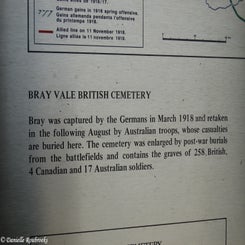 German gains in 1918 spring offensive.
Gains allemands pendants l'offensive
du printemps 1918.
Allied line on 11 November 1918.
Ligne alliée le 11 novembre 1918.
BRAY VALE BRITISH CEMETERY
Bray was captured by the Germans in March 1918 and retaken
in the following August by Australian troops, whose casualties
are buried here. The cemetery was enlarged by post-war burials
from the battlefields and contains the graves of 258 British,
4 Canadian and 17 Australian soldiers.
CEMETERY
© Danielle Roubroeks